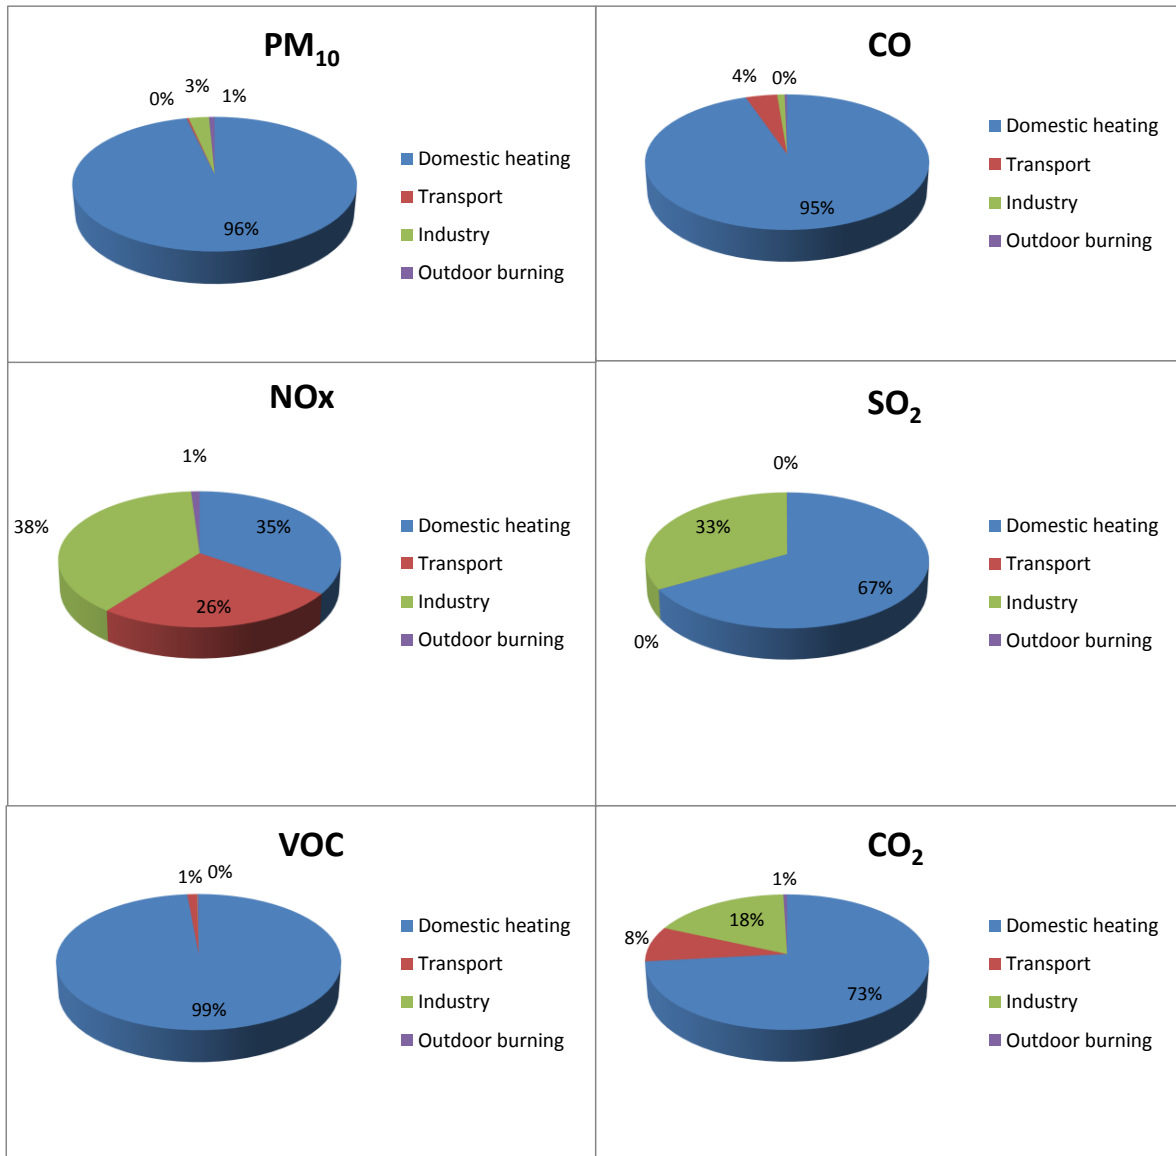 PM10
0%
3%
1%
96%
Domestic heating
Transport
Industry
Outdoor burning
CO
4%
0%
95%
Domestic heating
Transport
Industry
Outdoor burning
NOx
1%
38%
35%
26%
Domestic heating
Transport
Industry
Outdoor burning
SO2
0%
33%
67%
0%
Domestic heating
Transport
Industry
Outdoor burning
VOC
1%
0%
99%
Domestic heating
Transport
Industry
Outdoor burning
CO2
1%
18%
8%
73%
Domestic heating
Transport
Industry
Outdoor burning